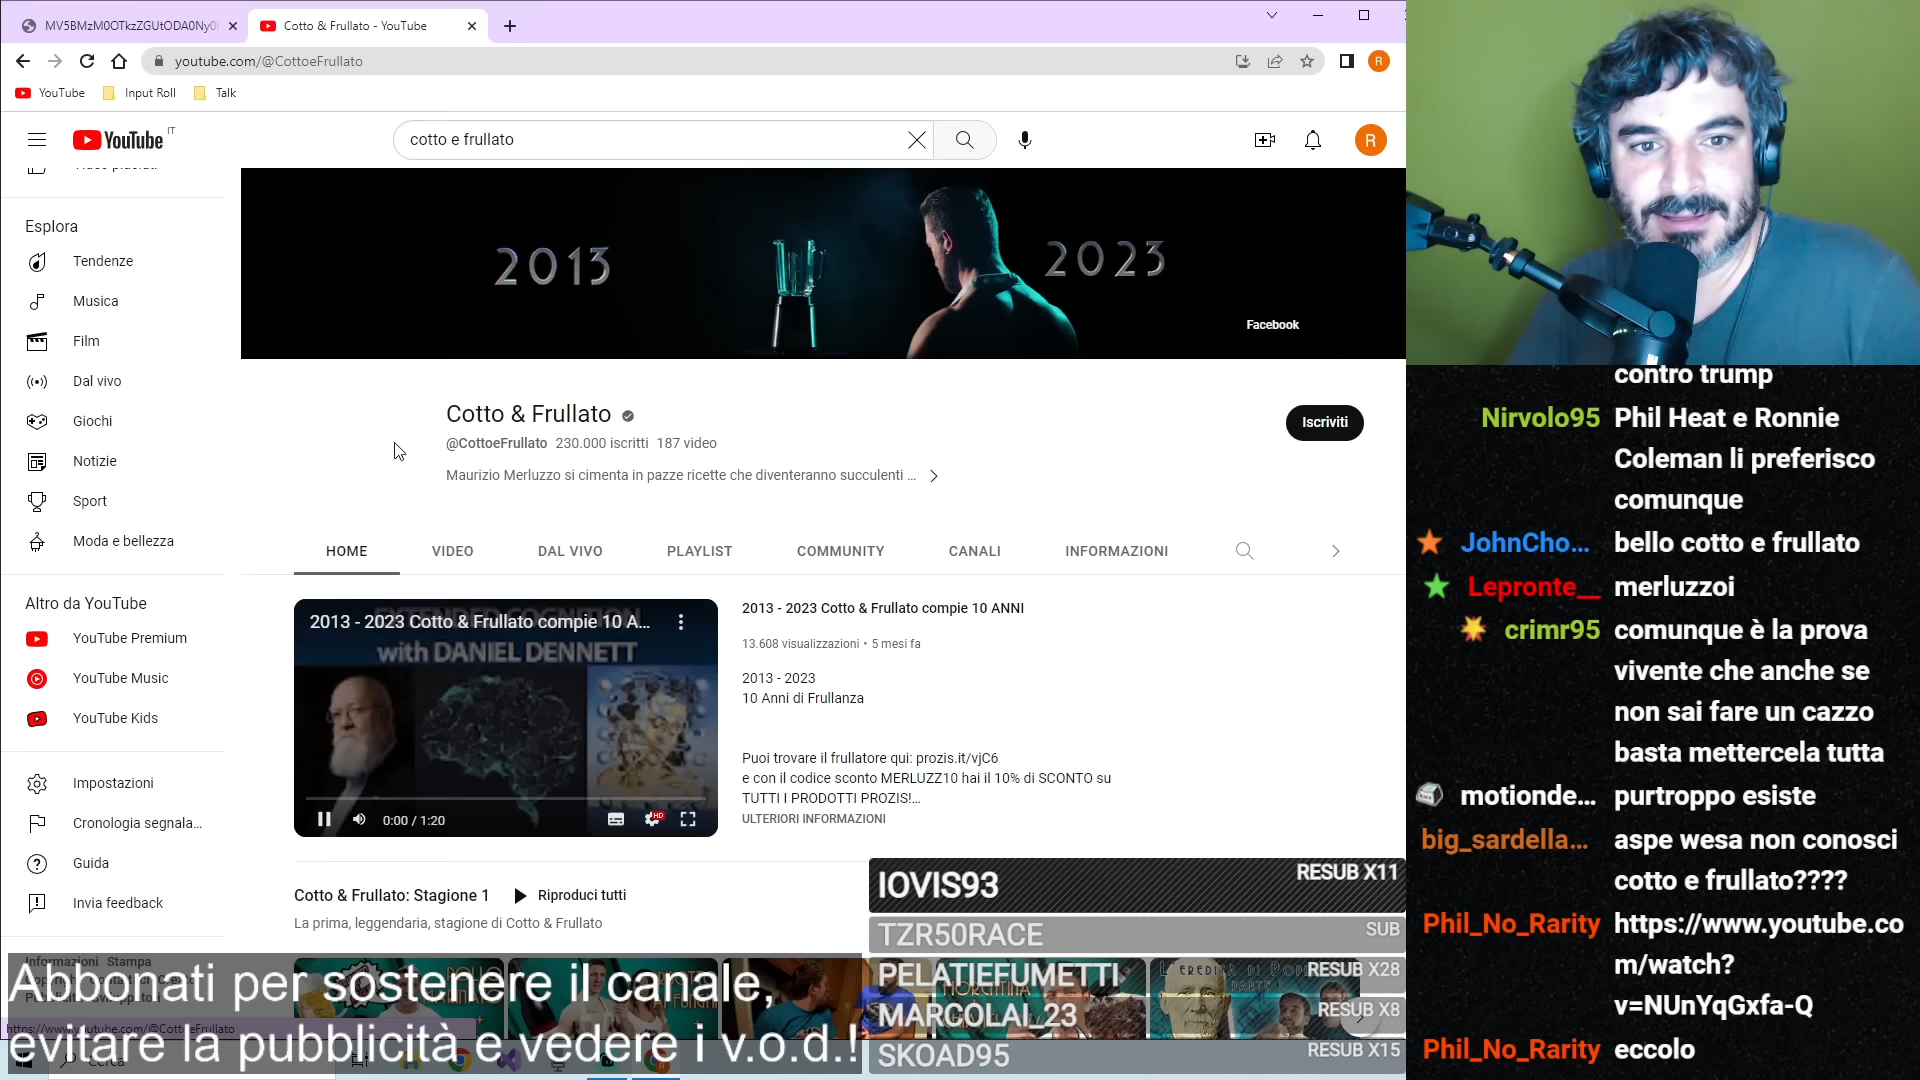 MV5BMzM0OTkzZGUtODA0Ny0
Cotto & Frullato - YouTube
youtube.com/@CottoeFrullato
R
YouTube
Input Roll
Talk
YouTube IT
cotto e frullato
R
Esplora
Tendenze
Musica
Film
Dal vivo
Giochi
Notizie
Sport
Moda e bellezza
Altro da YouTube
YouTube Premium
YouTube Music
YouTube Kids
Impostazioni
Cronologia segnala...
Guida
Invia feedback
Informazioni Stampa
https://www.youtube.com/@CottoeFrullato
Cerca
2013
2023
Facebook
Cotto & Frullato
@CottoeFrullato 230.000 iscritti 187 video
Maurizio Merluzzo si cimenta in pazze ricette che diventeranno succulenti ...
Iscriviti
HOME
VIDEO
DAL VIVO
PLAYLIST
COMMUNITY
CANALI
INFORMAZIONI
2013 - 2023 Cotto & Frullato compie 10 A...
EXTENDED COGNITION
with DANIEL DENNETT
0:00 / 1:20
HD
2013 - 2023 Cotto & Frullato compie 10 ANNI
13.608 visualizzazioni • 5 mesi fa
2013 - 2023
10 Anni di Frullanza
Puoi trovare il frullatore qui: prozis.it/vjC6
e con il codice sconto MERLUZZ10 hai il 10% di SCONTO su
TUTTI I PRODOTTI PROZIS!...
ULTERIORI INFORMAZIONI
Cotto & Frullato: Stagione 1
Riproduci tutti
La prima, leggendaria, stagione di Cotto & Frullato
Abbonati per sostenere il canale,
evitare la pubblicità e vedere i v.o.d.!
IOVIS93 RESUB X11
TZR50RACE SUB
PELATIEFUMETTI RESUB X28
MARCOLAI_23 RESUB X8
SKOAD95 RESUB X15
contro trump
Nirvolo95 Phil Heat e Ronnie
Coleman li preferisco
comunque
JohnCho... bello cotto e frullato
Lepronte__ merluzzoi
crimr95 comunque è la prova
vivente che anche se
non sai fare un cazzo
basta mettercela tutta
motionde... purtroppo esiste
big_sardella... aspe wesa non conosci
cotto e frullato????
Phil_No_Rarity https://www.youtube.co
m/watch?
v=NUnYqGxfa-Q
Phil_No_Rarity eccolo